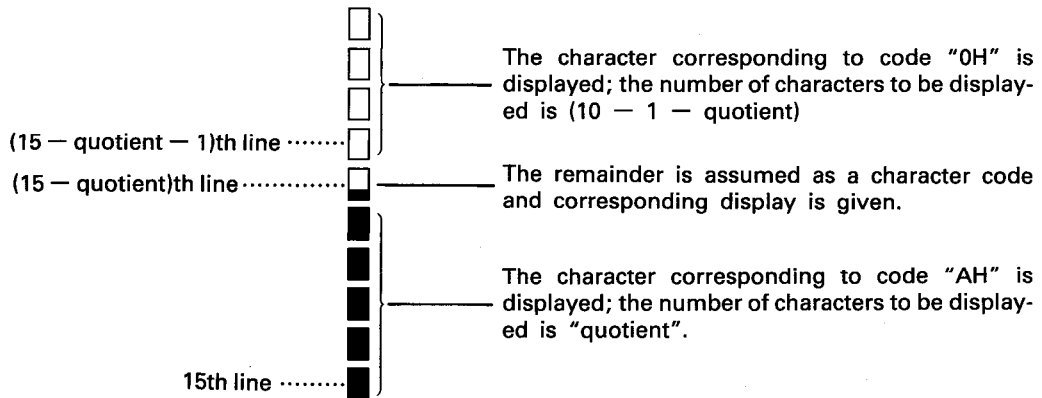 The character corresponding to code "0H" is
displayed; the number of characters to be display-
ed is (10 — 1 — quotient)
(15 — quotient — 1)th line ········
(15 — quotient)th line ·············
The remainder is assumed as a character code
and corresponding display is given.
The character corresponding to code "AH" is
displayed; the number of characters to be display-
ed is "quotient".
15th line ·········